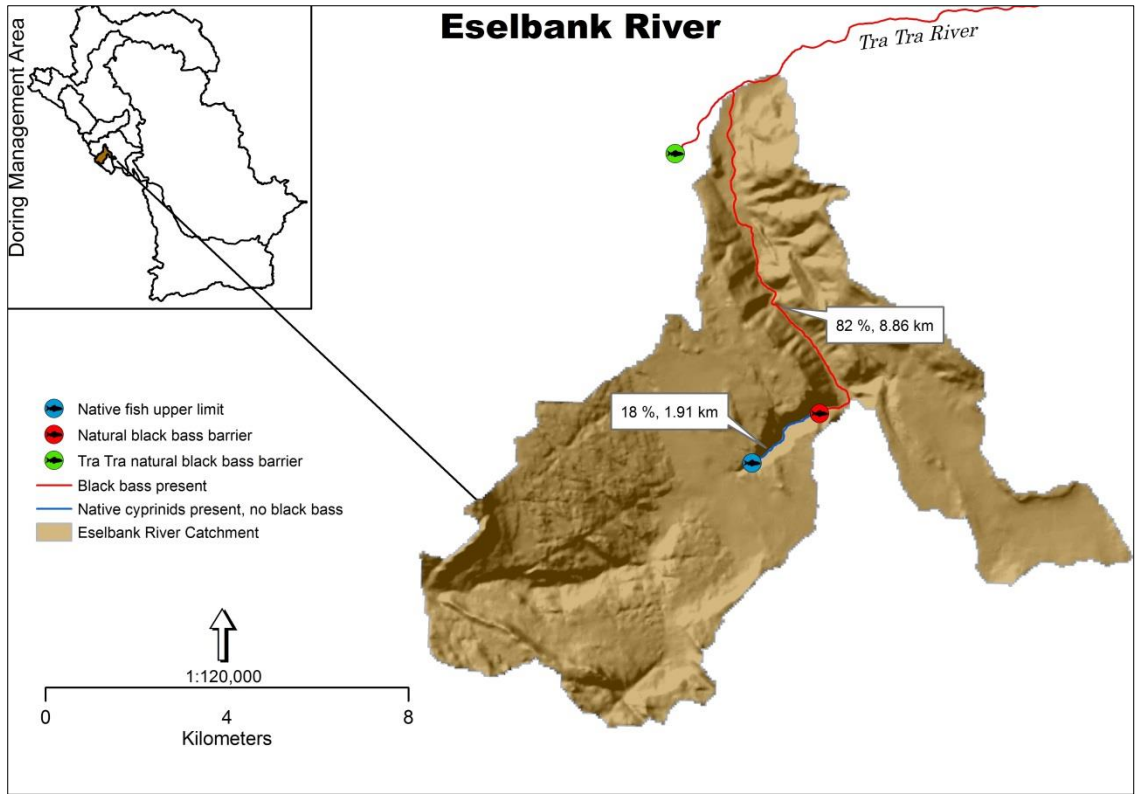 Eselbank River
Tra Tra River
Doring Management Area
82 %, 8.86 km
18 %, 1.91 km
Native fish upper limit
Natural black bass barrier
Tra Tra natural black bass barrier
Black bass present
Native cyprinids present, no black bass
Eselbank River Catchment
1:120,000
0 4 8
Kilometers